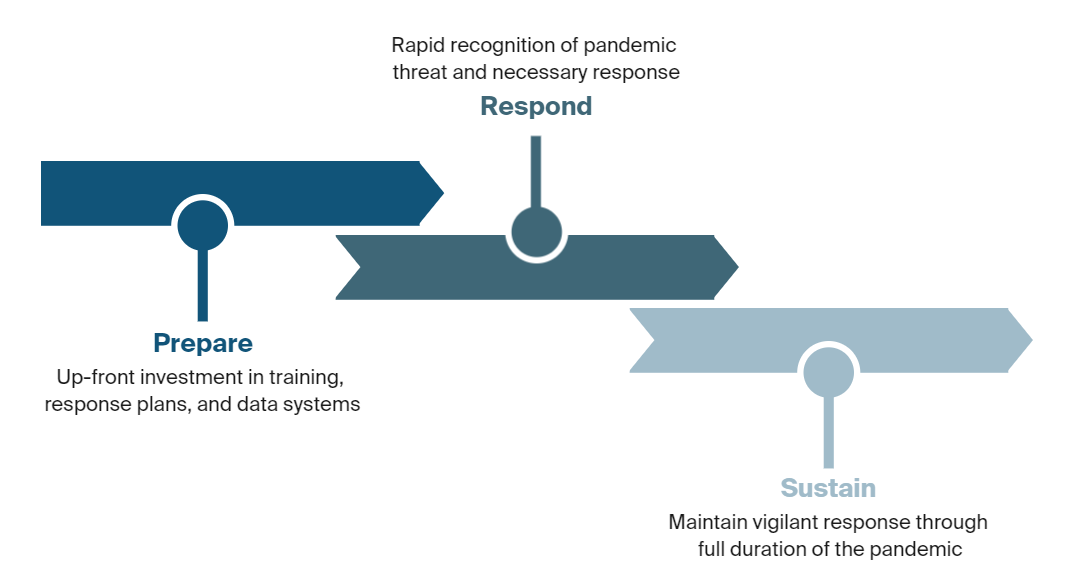 Rapid recognition of pandemic
threat and necessary response
Respond
Prepare
Up-front investment in training,
response plans, and data systems
Sustain
Maintain vigilant response through
full duration of the pandemic